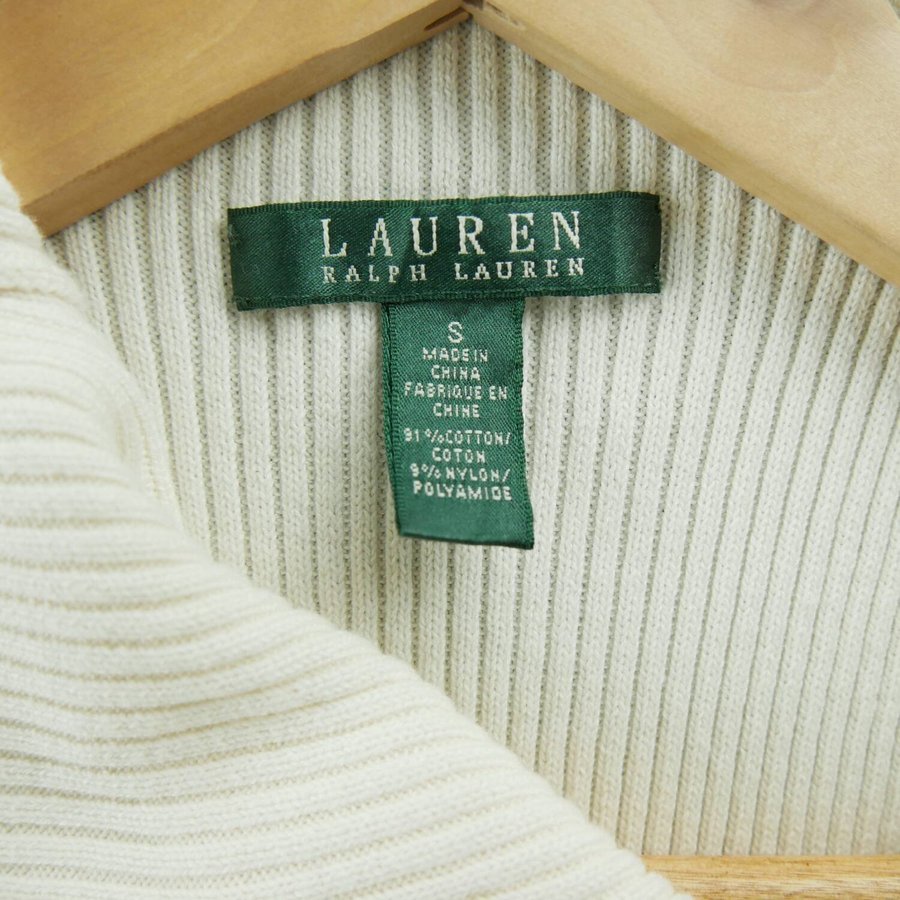 LAUREN
RALPH LAUREN
S
MADE IN
CHINA
FABRIQUE EN
CHINE
91%COTTON/
COTON
9%NYLON/
POLYAMIDE